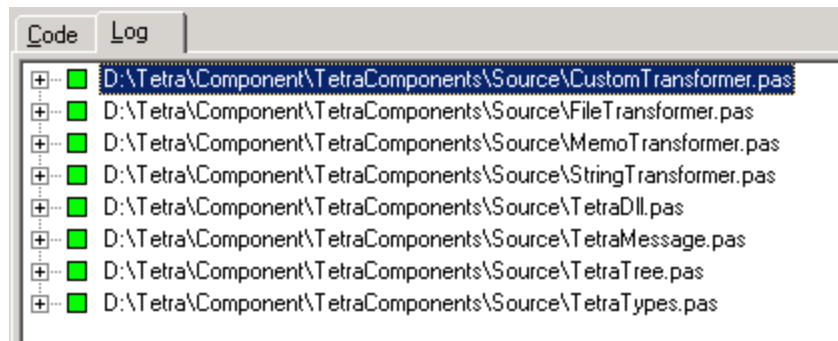 Code
Log
D:\Tetra\Component\TetraComponents\Source\CustomTransformer.pas
D:\Tetra\Component\TetraComponents\Source\FileTransformer.pas
D:\Tetra\Component\TetraComponents\Source\MemoTransformer.pas
D:\Tetra\Component\TetraComponents\Source\StringTransformer.pas
D:\Tetra\Component\TetraComponents\Source\TetraDll.pas
D:\Tetra\Component\TetraComponents\Source\TetraMessage.pas
D:\Tetra\Component\TetraComponents\Source\TetraTree.pas
D:\Tetra\Component\TetraComponents\Source\TetraTypes.pas